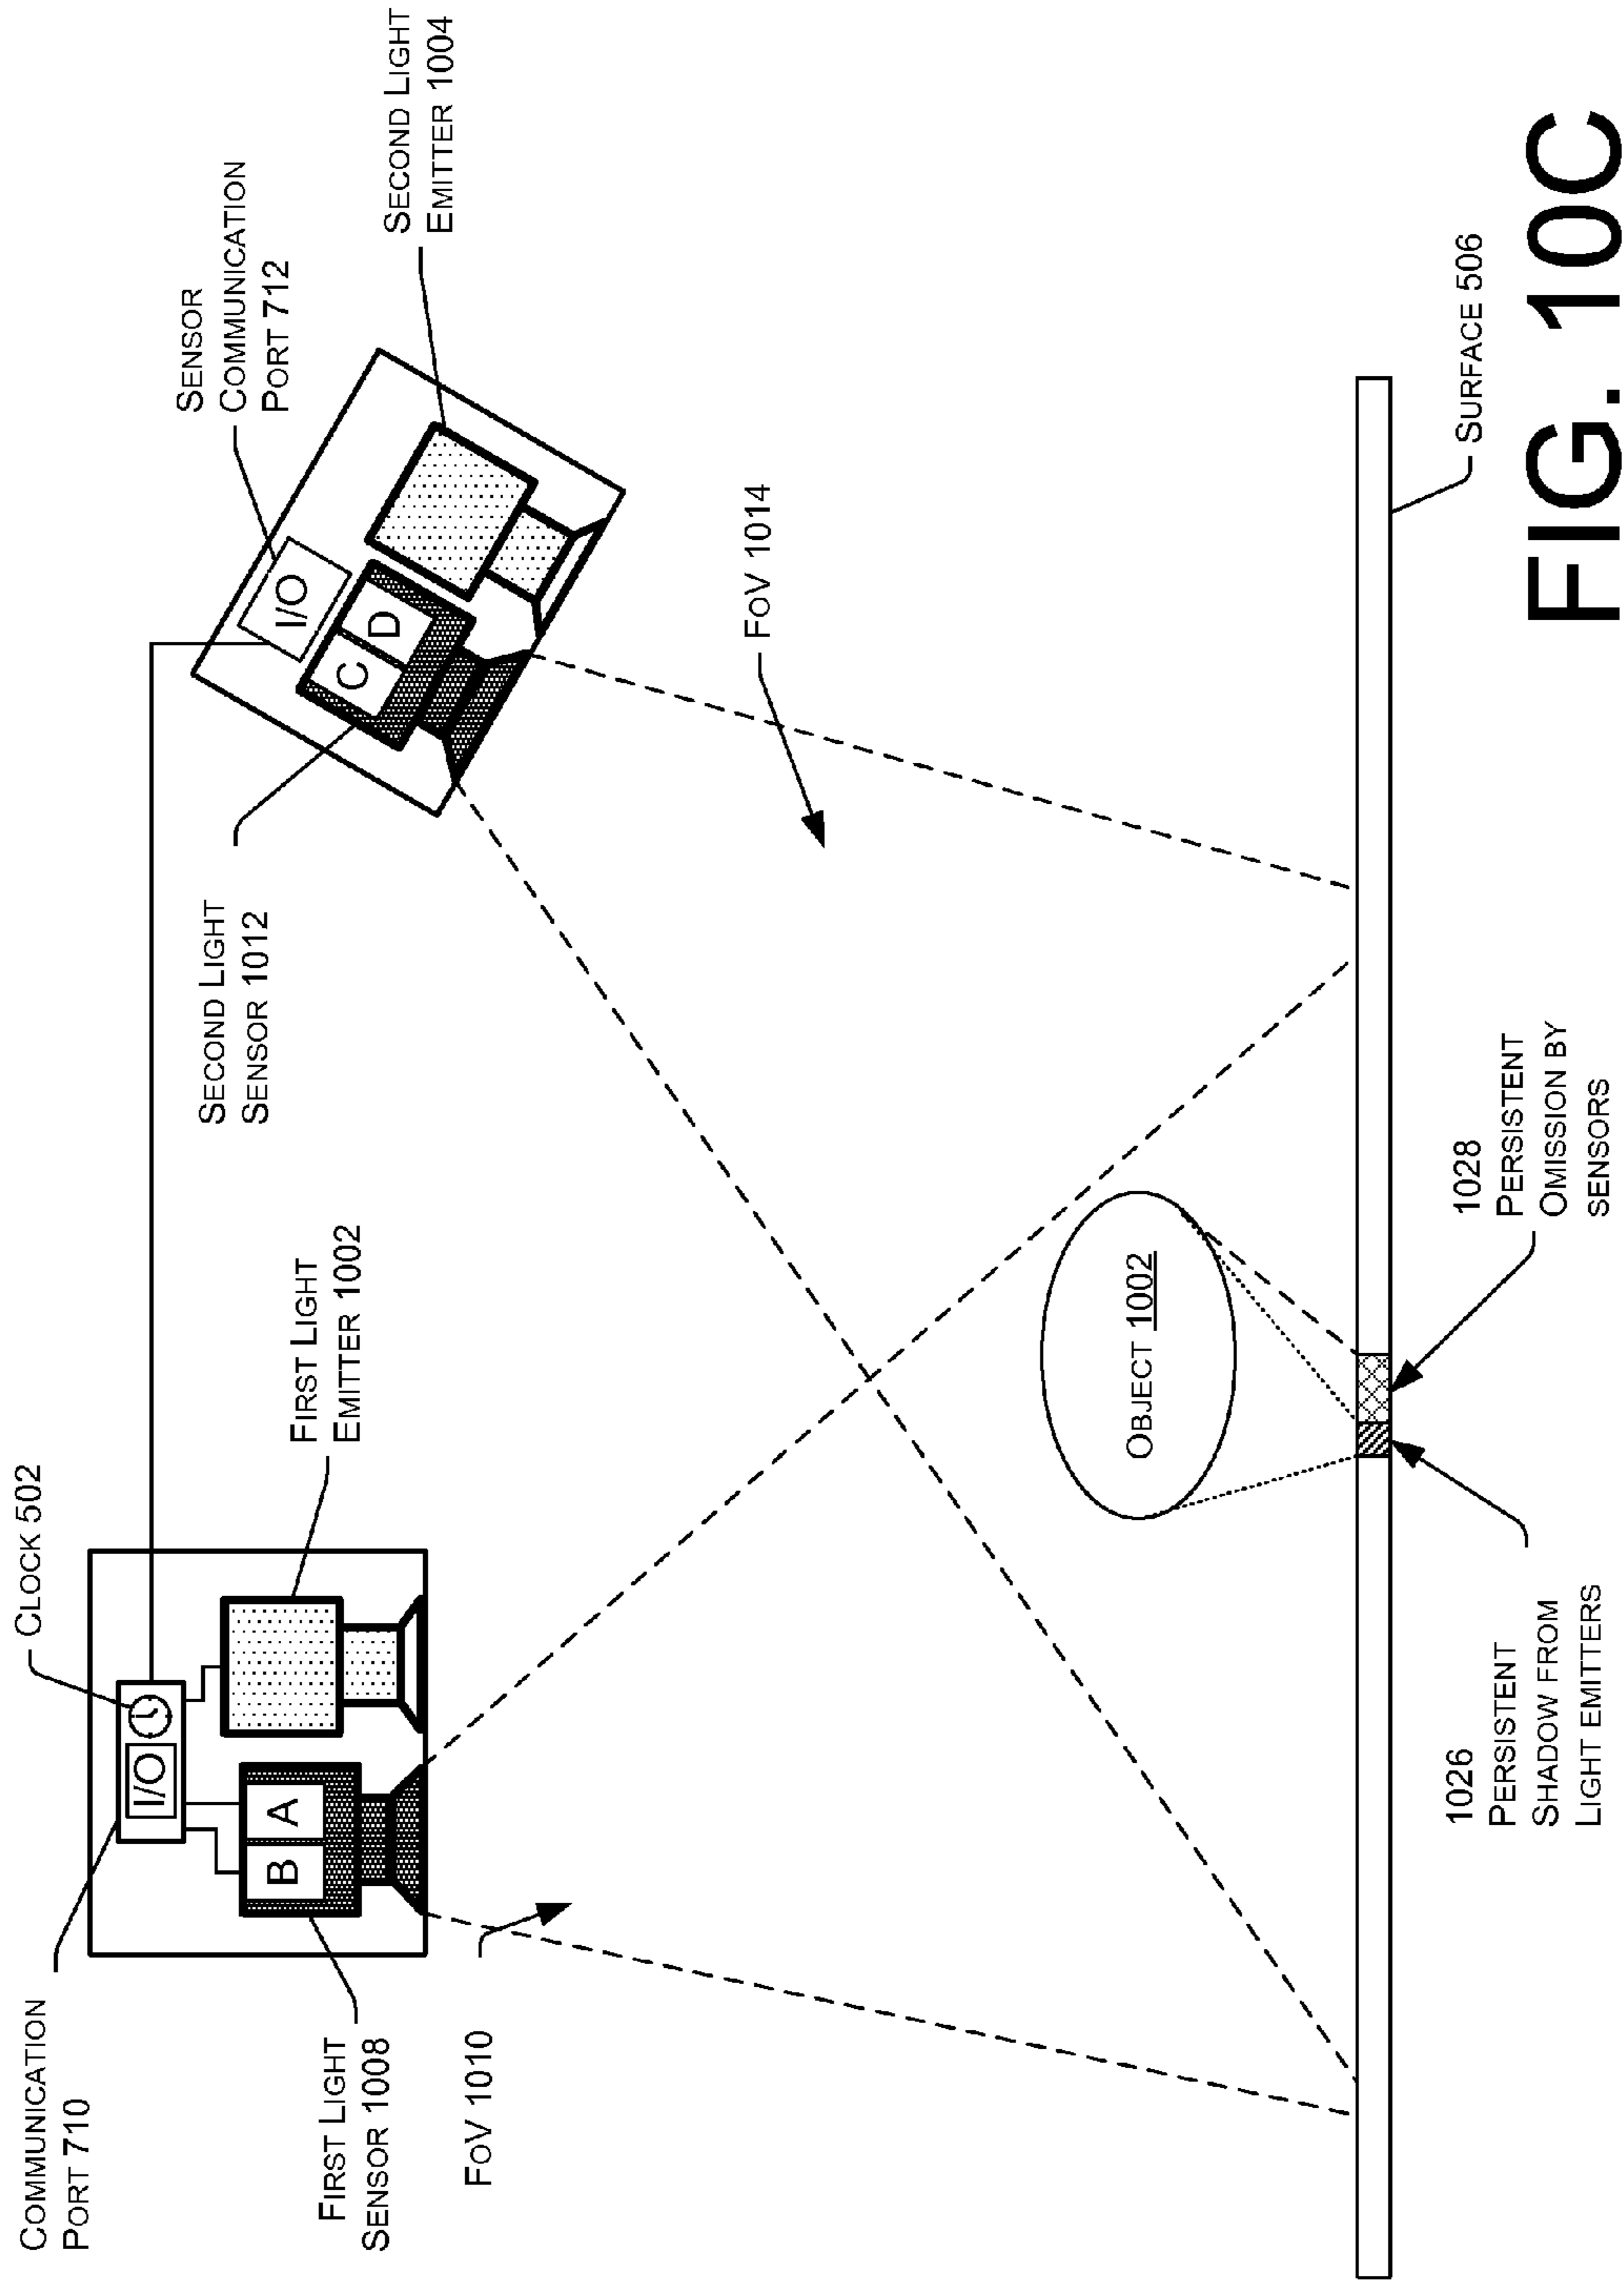 COMMUNICATION
PORT 710
CLOCK 502
I/O
B
A
FIRST LIGHT
SENSOR 1008
FIRST LIGHT
EMITTER 1002
FOV 1010
SENSOR
COMMUNICATION
PORT 712
I/O
C
D
SECOND LIGHT
SENSOR 1012
SECOND LIGHT
EMITTER 1004
FOV 1014
OBJECT 1002
1026
PERSISTENT
SHADOW FROM
LIGHT EMITTERS
1028
PERSISTENT
OMISSION BY
SENSORS
SURFACE 506
FIG. 10C